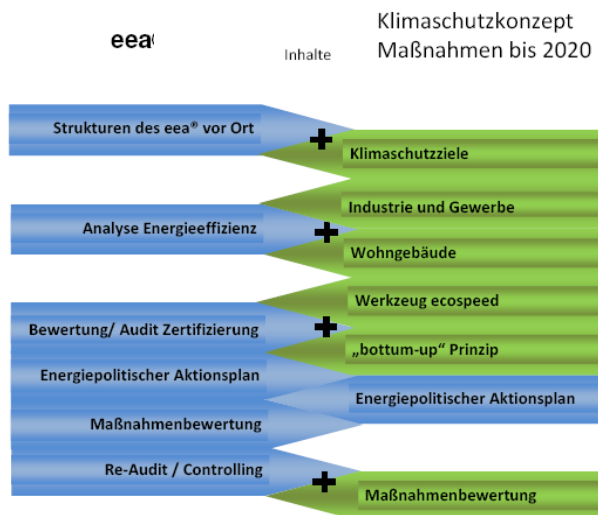 eea®
Inhalte
Klimaschutzkonzept
Maßnahmen bis 2020
Strukturen des eea® vor Ort
Klimaschutzziele
Industrie und Gewerbe
Analyse Energieeffizienz
Wohngebäude
Werkzeug ecospeed
Bewertung/ Audit Zertifizierung
„bottum-up“ Prinzip
Energiepolitischer Aktionsplan
Energiepolitischer Aktionsplan
Maßnahmenbewertung
Re-Audit / Controlling
Maßnahmenbewertung